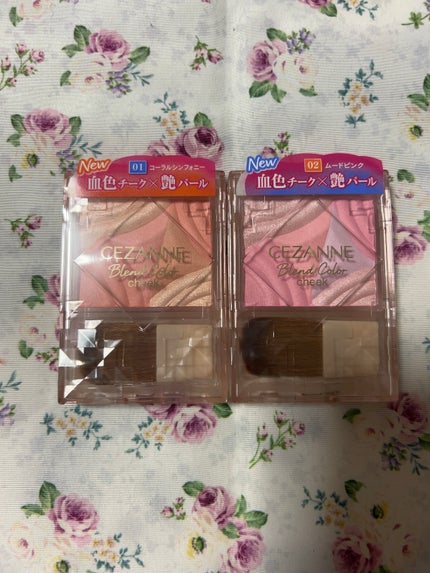 New
01 コーラルシンフォニー
血色チーク×艶パール
CEZANNE
Blend Color
cheek
New
02 ムードピンク
血色チーク×艶パール
CEZANNE
Blend Color
cheek